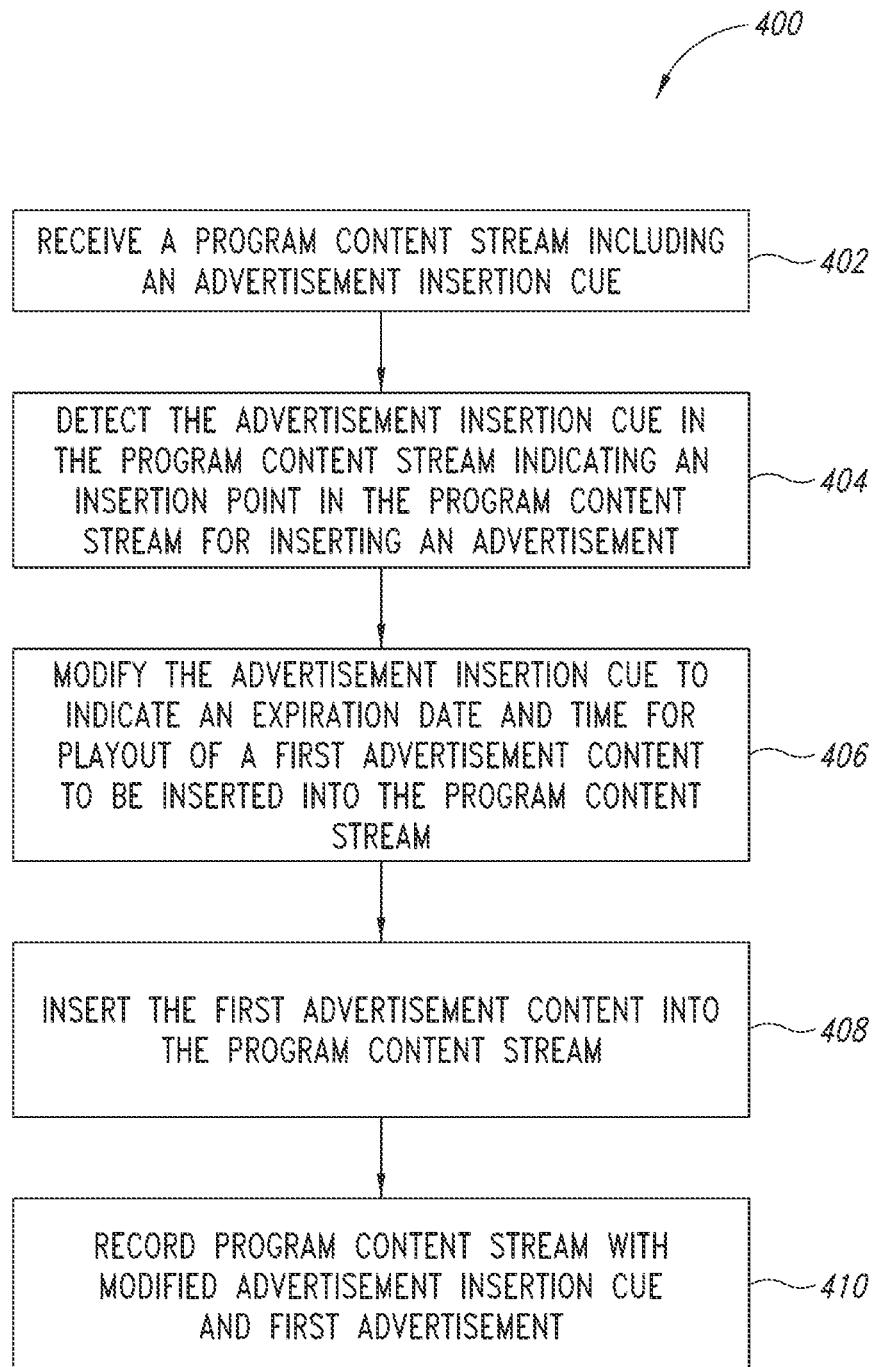 400
RECEIVE A PROGRAM CONTENT STREAM INCLUDING
AN ADVERTISEMENT INSERTION CUE
402
DETECT THE ADVERTISEMENT INSERTION CUE IN
THE PROGRAM CONTENT STREAM INDICATING AN
INSERTION POINT IN THE PROGRAM CONTENT
STREAM FOR INSERTING AN ADVERTISEMENT
404
MODIFY THE ADVERTISEMENT INSERTION CUE TO
INDICATE AN EXPIRATION DATE AND TIME FOR
PLAYOUT OF A FIRST ADVERTISEMENT CONTENT
TO BE INSERTED INTO THE PROGRAM CONTENT
STREAM
406
INSERT THE FIRST ADVERTISEMENT CONTENT INTO
THE PROGRAM CONTENT STREAM
408
RECORD PROGRAM CONTENT STREAM WITH
MODIFIED ADVERTISEMENT INSERTION CUE
AND FIRST ADVERTISEMENT
410